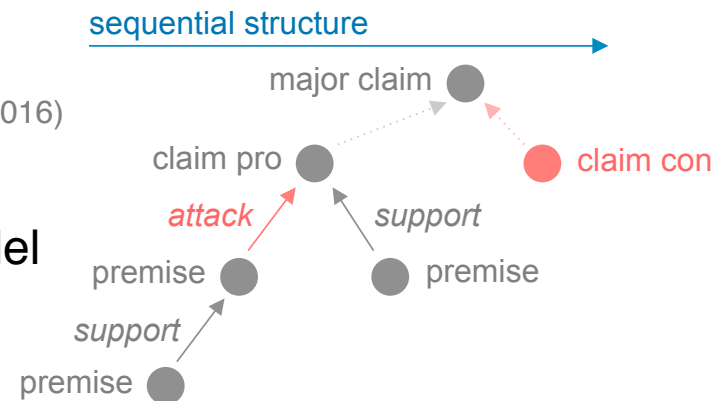 sequential structure
major claim
016)
claim pro
claim con
attack
support
el
premise
premise
support
premise